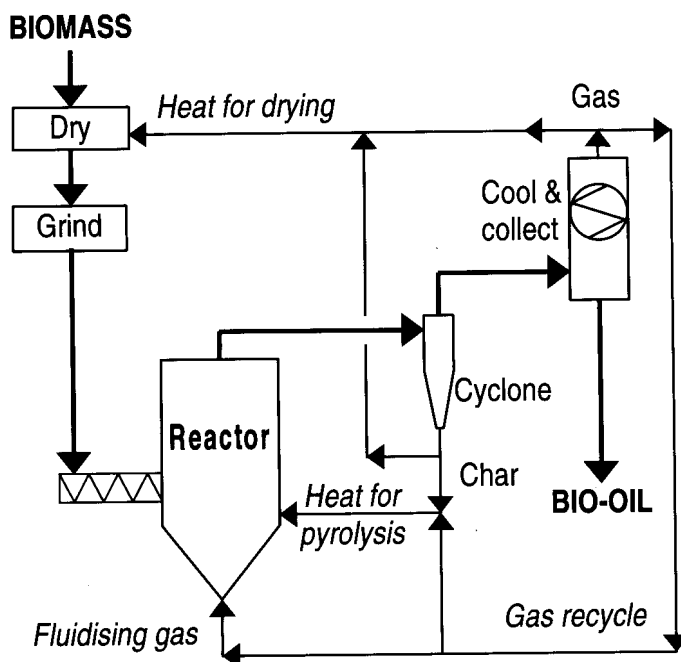 BIOMASS
Gas
Heat for drying
Dry
Cool &
collect
Grind
Cyclone
Reactor
Char
Heat for
pyrolysis
BIO-OIL
Gas recycle
Fluidising gas